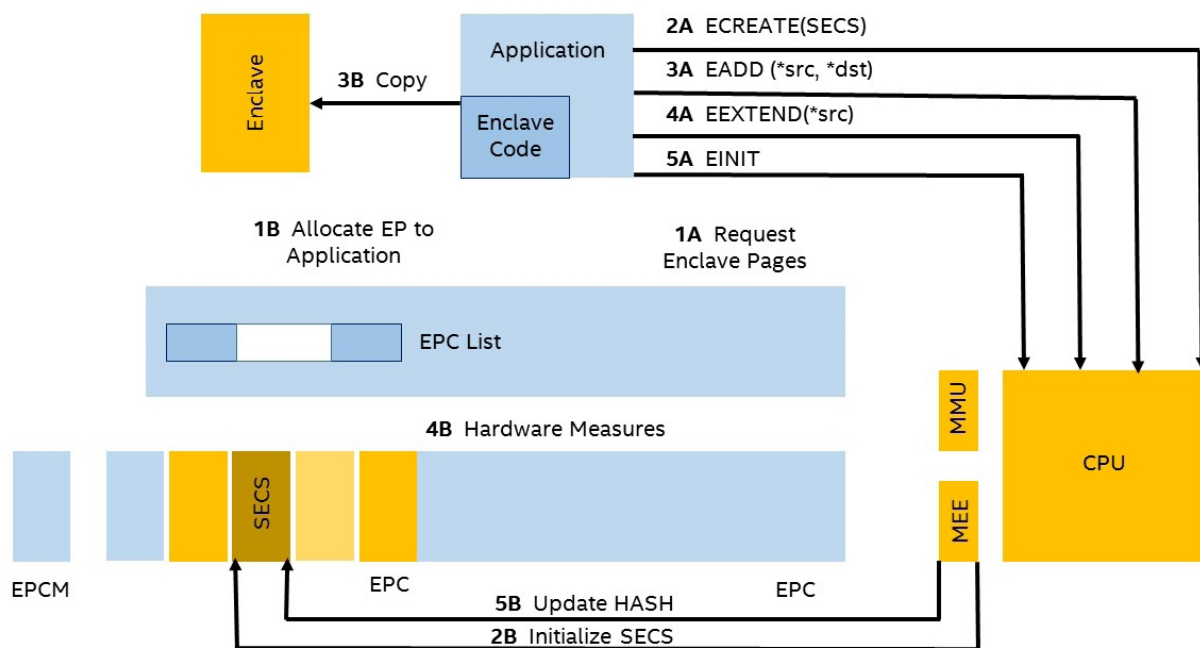 2A ECREATE(SECS)
Application
3A EADD (*src, *dst)
3B Copy
Enclave
4A EEXTEND(*src)
Enclave
Code
5A EINIT
1B Allocate EP to
Application
1A Request
Enclave Pages
EPC List
MMU
4B Hardware Measures
CPU
SECS
MEE
EPCM
EPC
EPC
5B Update HASH
2B Initialize SECS